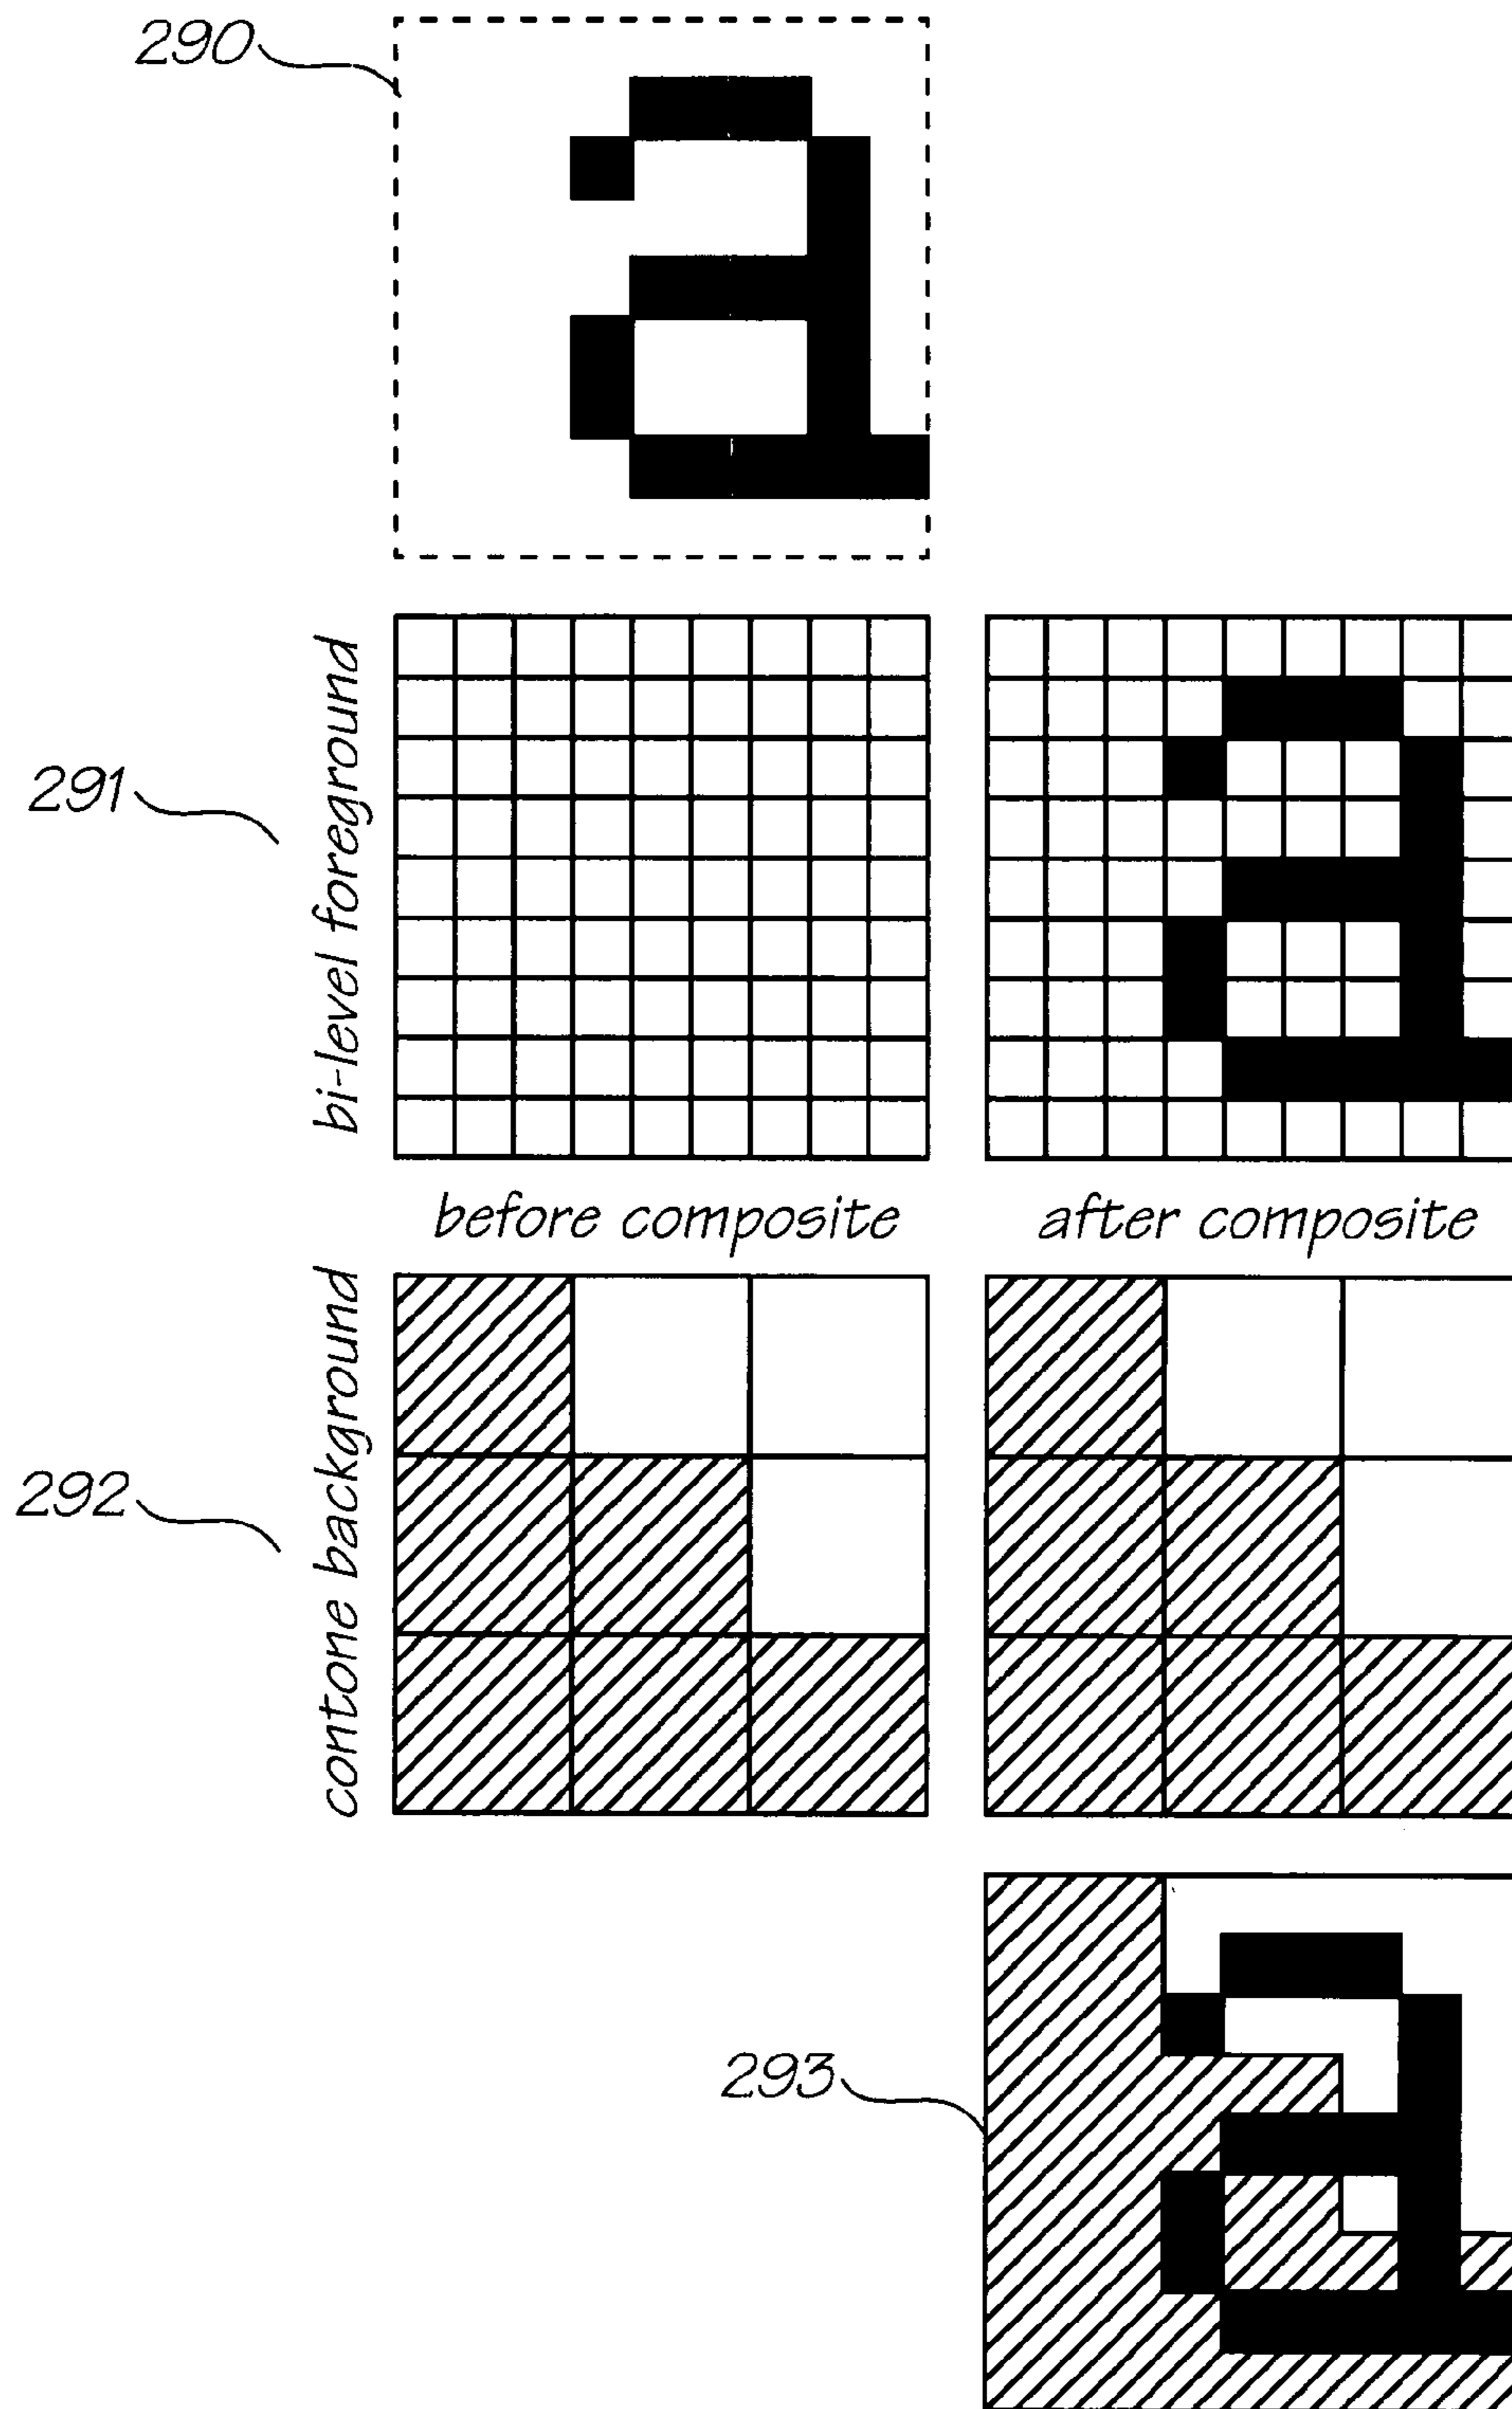 290
a
291
bi-level foreground
a
before composite
after composite
292
contone background
293
a